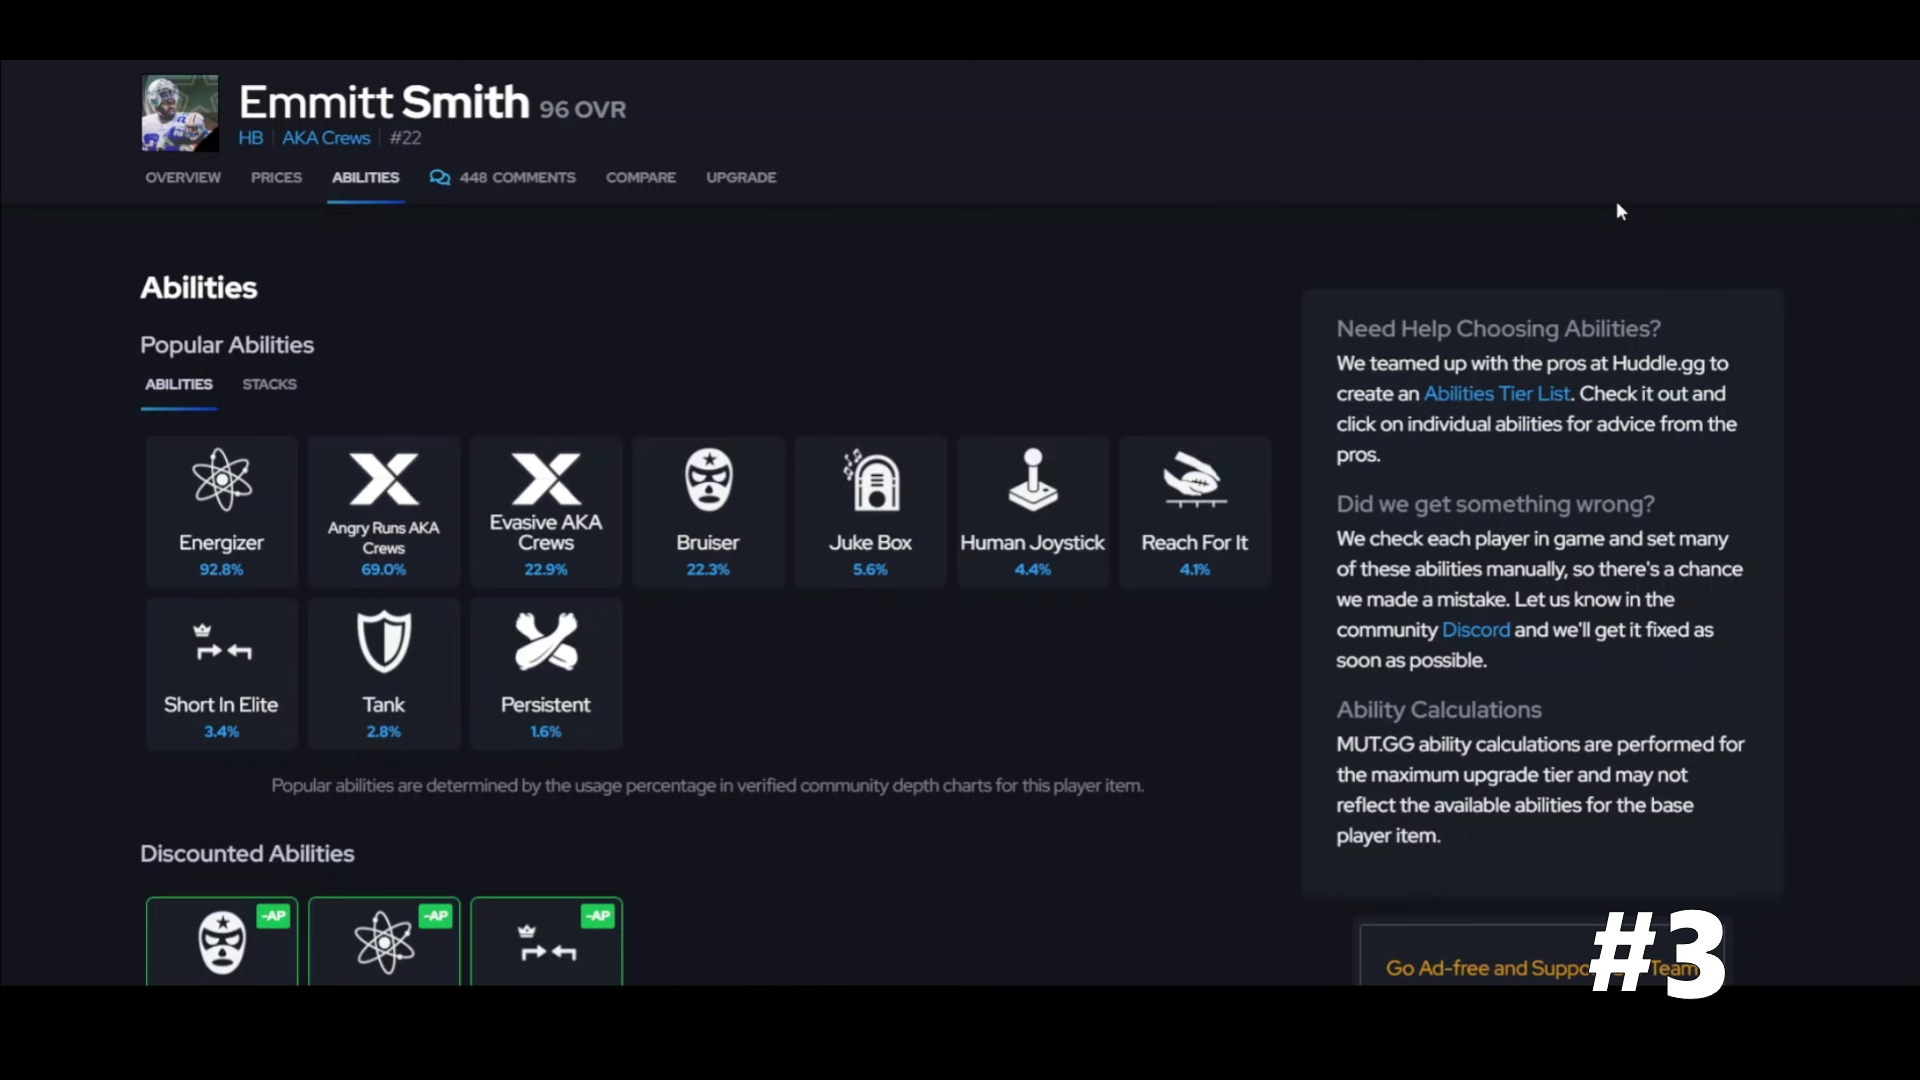 Emmitt Smith 96 OVR
HB AKA Crews #22
OVERVIEW PRICES ABILITIES 448 COMMENTS COMPARE UPGRADE
Abilities
Popular Abilities
ABILITIES STACKS
Energizer
92.8%
Angry Runs AKA
Crews
69.0%
Evasive AKA
Crews
22.9%
Bruiser
22.3%
Juke Box
5.6%
Human Joystick
4.4%
Reach For It
4.1%
Short In Elite
3.4%
Tank
2.8%
Persistent
1.6%
Popular abilities are determined by the usage percentage in verified community depth charts for this player item.
Discounted Abilities
-AP
-AP
-AP
Need Help Choosing Abilities?
We teamed up with the pros at Huddle.gg to
create an Abilities Tier List. Check it out and
click on individual abilities for advice from the
pros.
Did we get something wrong?
We check each player in game and set many
of these abilities manually, so there's a chance
we made a mistake. Let us know in the
community Discord and we'll get it fixed as
soon as possible.
Ability Calculations
MUT.GG ability calculations are performed for
the maximum upgrade tier and may not
reflect the available abilities for the base
player item.
Go Ad-free and Team
#3